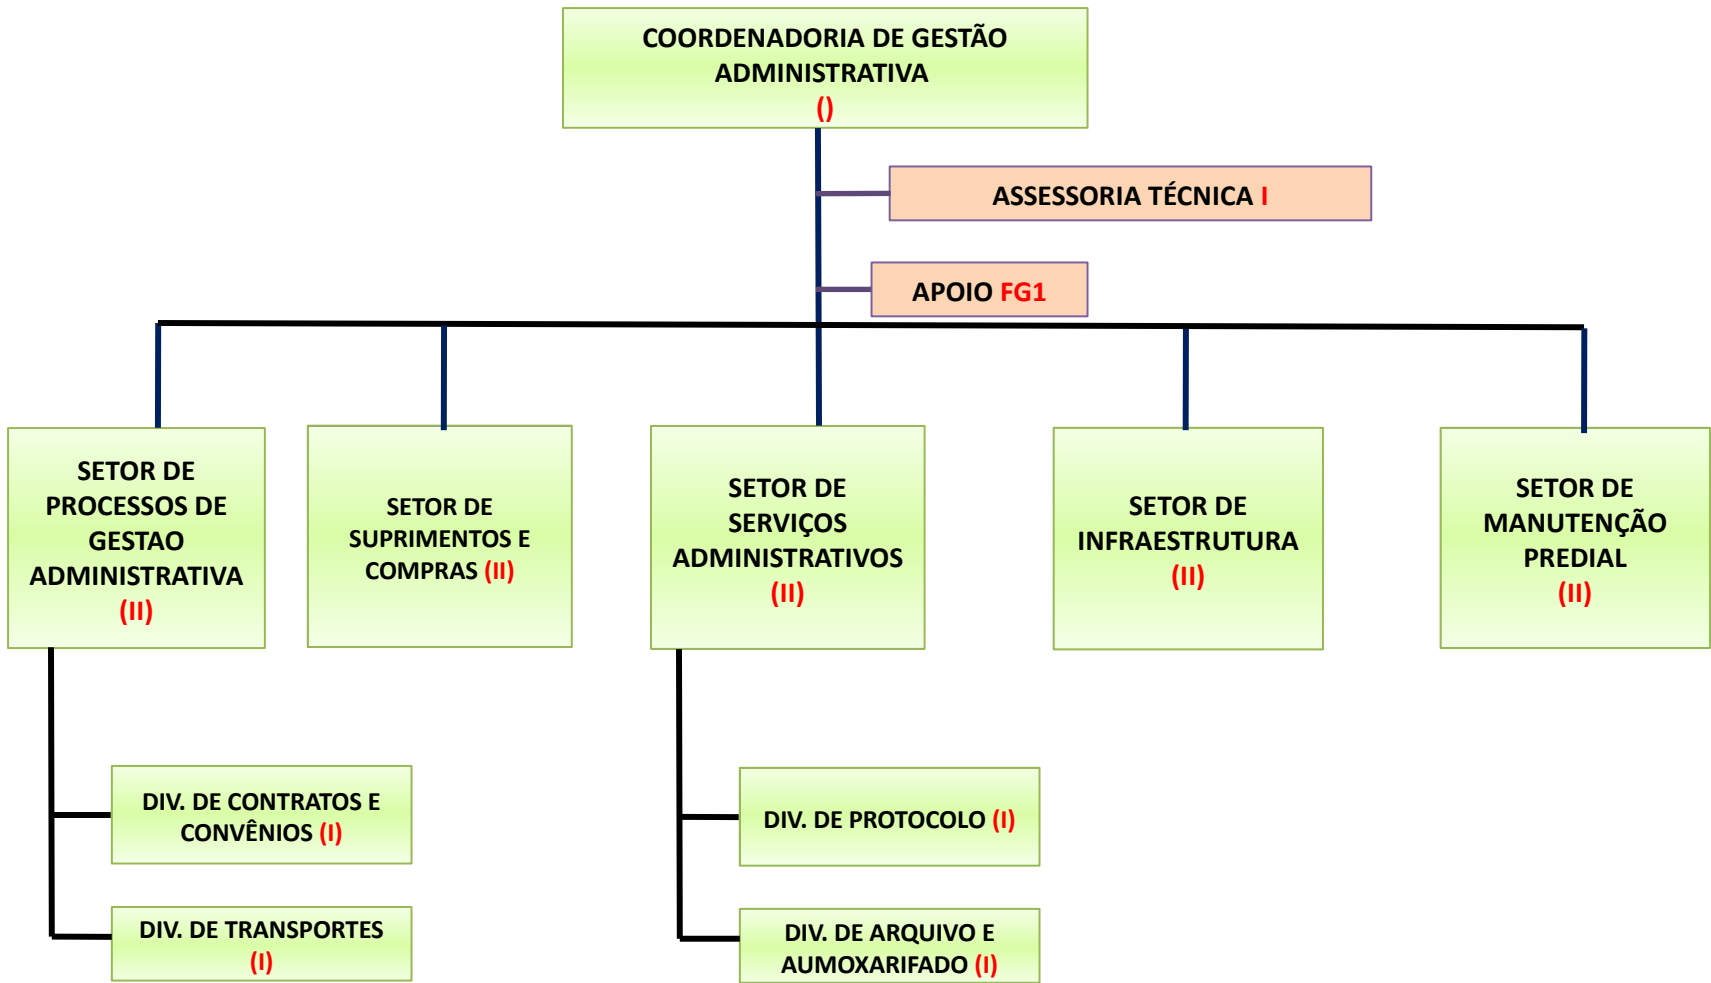 COORDENADORIA DE GESTÃO
ADMINISTRATIVA
()
ASSESSORIA TÉCNICA I
APOIO FG1
SETOR DE
PROCESSOS DE
GESTAO
ADMINISTRATIVA
(II)
SETOR DE
SUPRIMENTOS E
COMPRAS (II)
SETOR DE
SERVIÇOS
ADMINISTRATIVOS
(II)
SETOR DE
INFRAESTRUTURA
(II)
SETOR DE
MANUTENÇÃO
PREDIAL
(II)
DIV. DE CONTRATOS E
CONVÊNIOS (I)
DIV. DE TRANSPORTES
(I)
DIV. DE PROTOCOLO (I)
DIV. DE ARQUIVO E
AUMOXARIFADO (I)